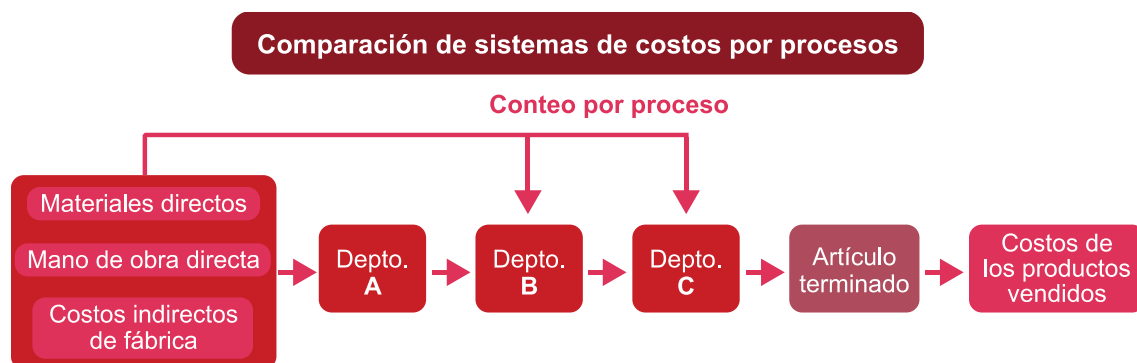 Comparación de sistemas de costos por procesos
Conteo por proceso
Materiales directos
Mano de obra directa
Costos indirectos
de fábrica
Depto.
A
Depto.
B
Depto.
C
Artículo
terminado
Costos de
los productos
vendidos